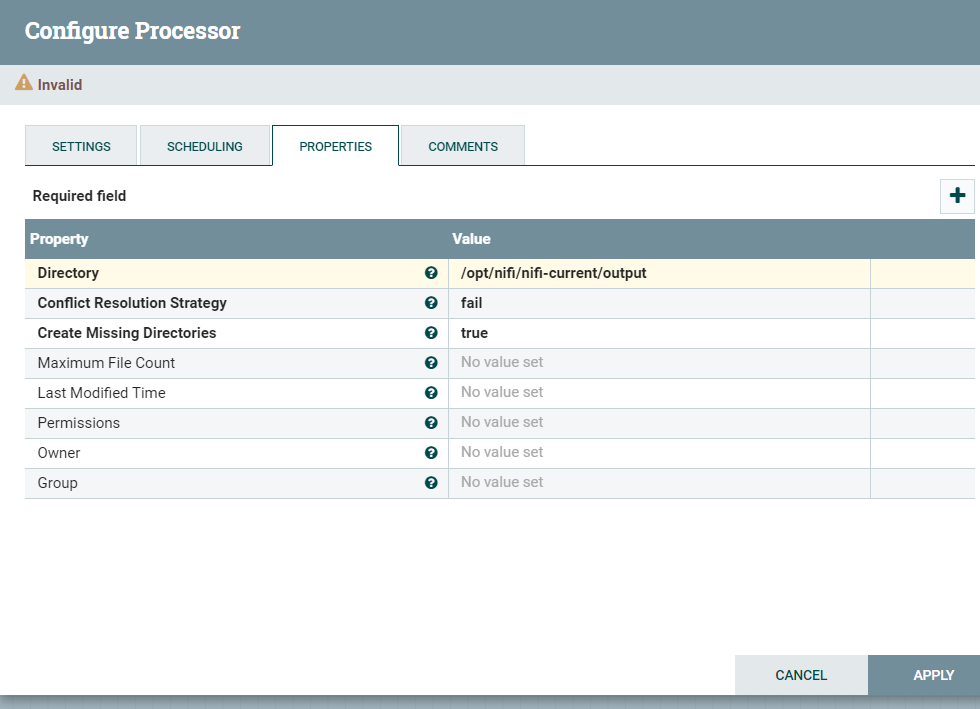 Configure Processor
Invalid
SETTINGS SCHEDULING PROPERTIES COMMENTS
Required field
Property Value
Directory /opt/nifi/nifi-current/output
Conflict Resolution Strategy fail
Create Missing Directories true
Maximum File Count No value set
Last Modified Time No value set
Permissions No value set
Owner No value set
Group No value set
CANCEL APPLY